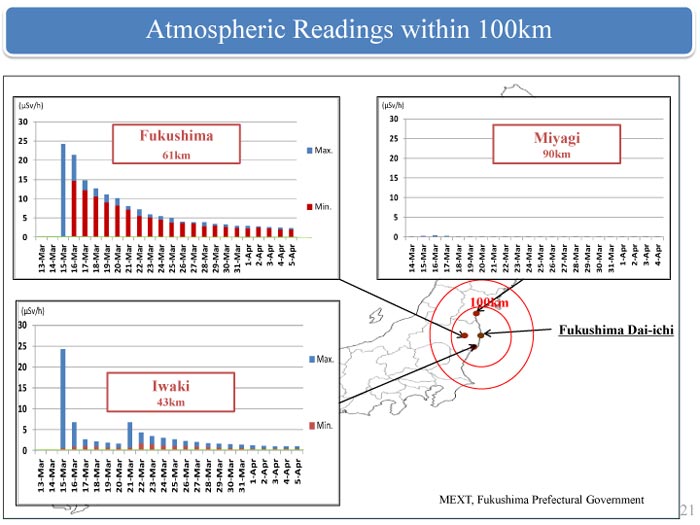 Atmospheric Readings within 100km
(μSv/h)
30
25
20
15
10
5
0
Fukushima
61km
Max.
Min.
13-Mar
14-Mar
15-Mar
16-Mar
17-Mar
18-Mar
19-Mar
20-Mar
21-Mar
22-Mar
23-Mar
24-Mar
25-Mar
26-Mar
27-Mar
28-Mar
29-Mar
30-Mar
31-Mar
1-Apr
2-Apr
3-Apr
4-Apr
5-Apr
(μSv/h)
30
25
20
15
10
5
0
Miyagi
90km
14-Mar
15-Mar
16-Mar
17-Mar
18-Mar
19-Mar
20-Mar
21-Mar
22-Mar
23-Mar
24-Mar
25-Mar
26-Mar
27-Mar
28-Mar
29-Mar
30-Mar
31-Mar
1-Apr
2-Apr
3-Apr
4-Apr
100km
Fukushima Dai-ichi
(μSv/h)
30
25
20
15
10
5
0
Iwaki
43km
Max.
Min.
13-Mar
14-Mar
15-Mar
16-Mar
17-Mar
18-Mar
19-Mar
20-Mar
21-Mar
22-Mar
23-Mar
24-Mar
25-Mar
26-Mar
27-Mar
28-Mar
29-Mar
30-Mar
31-Mar
1-Apr
2-Apr
3-Apr
4-Apr
5-Apr
MEXT, Fukushima Prefectural Government
21